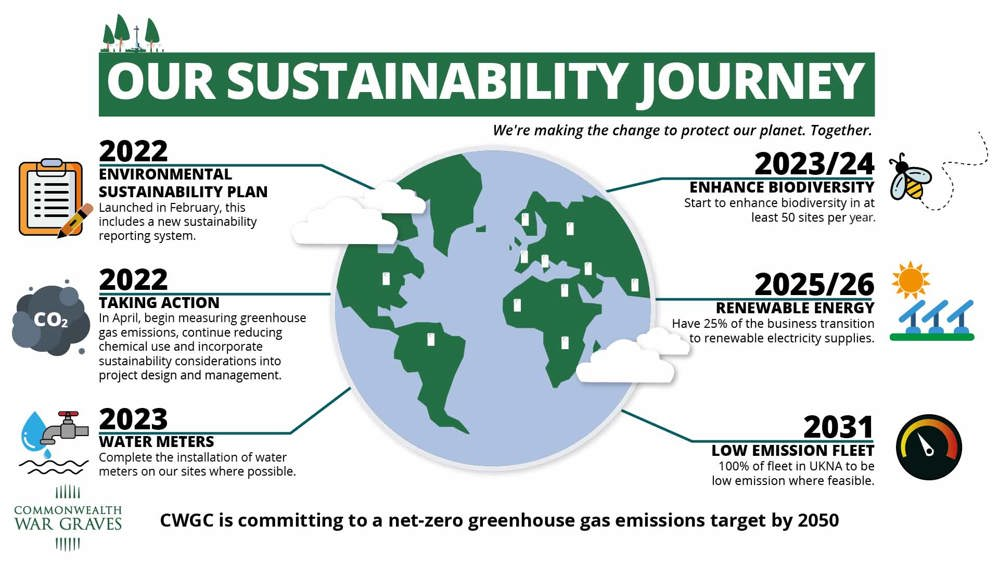 OUR SUSTAINABILITY JOURNEY
We're making the change to protect our planet. Together.
2022
ENVIRONMENTAL
SUSTAINABILITY PLAN
Launched in February, this
includes a new sustainability
reporting system.
2022
TAKING ACTION
In April, begin measuring greenhouse
gas emissions, continue reducing
chemical use and incorporate
sustainability considerations into
project design and management.
CO2
2023
WATER METERS
Complete the installation of water
meters on our sites where possible.
2023/24
ENHANCE BIODIVERSITY
Start to enhance biodiversity in at
least 50 sites per year.
2025/26
RENEWABLE ENERGY
Have 25% of the business transition
to renewable electricity supplies.
2031
LOW EMISSION FLEET
100% of fleet in UKNA to be
low emission where feasible.
COMMONWEALTH
WAR GRAVES
CWGC is committing to a net-zero greenhouse gas emissions target by 2050